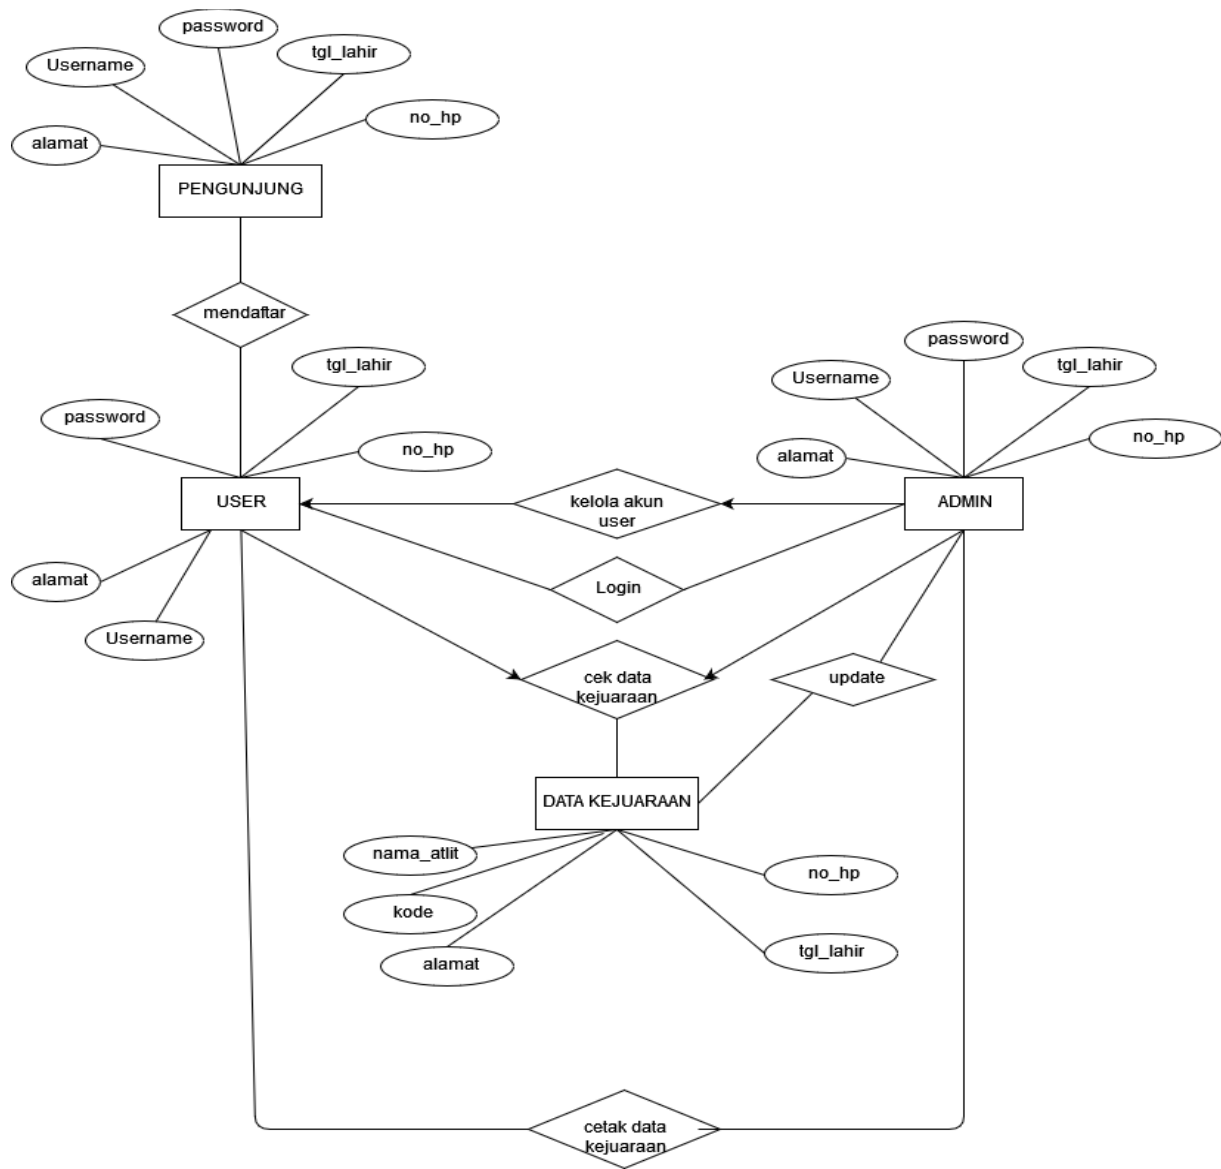 password
tgl_lahir
Username
no_hp
alamat
PENGUNJUNG
mendaftar
tgl_lahir
password
no_hp
USER
alamat
Username
password
tgl_lahir
Username
no_hp
alamat
ADMIN
kelola akun
user
Login
cek data
kejuaraan
update
DATA KEJUARAAN
nama_atlit
kode
alamat
no_hp
tgl_lahir
cetak data
kejuaraan